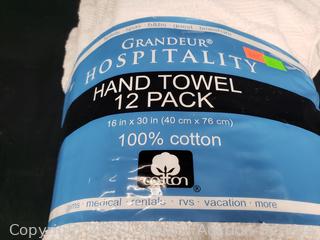 GRANDEUR®
HOSPITALITY
HAND TOWEL
12 PACK
16 in x 30 in (40 cm x 76 cm)
100% cotton
cotton ®
medical · rentals · rvs · vacation · more
Copyright